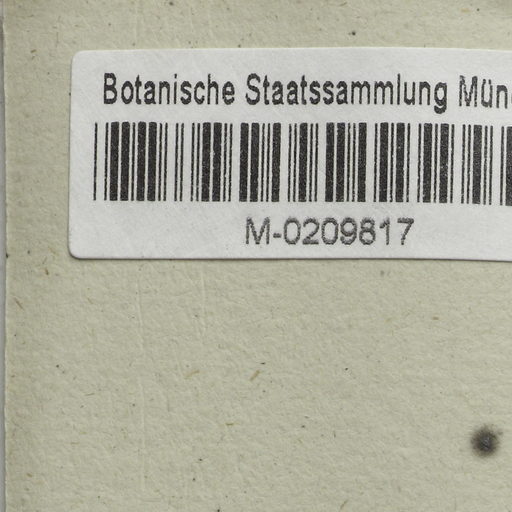 Botanische Staatssammlung Mün
M-0209817